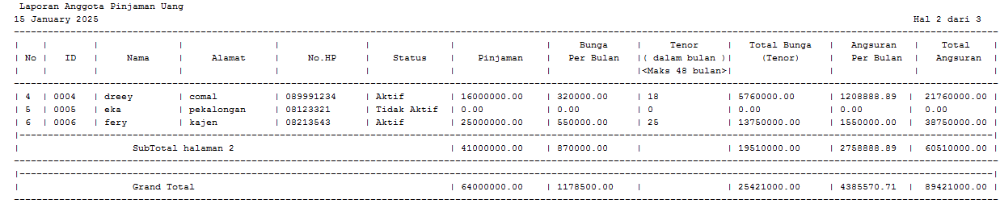 Laporan Anggota Pinjaman Uang
15 January 2025 Hal 2 dari 3
-----------------------------------------------------------------------------------------
| | | | | | | | Bunga | Tenor | Total Bunga | Angsuran | Total |
| No | ID | Nama | Alamat | No.HP | Status | Pinjaman | Per Bulan |( dalam bulan )| (Tenor) | Per Bulan | Angsuran |
| | | | | | | | |<Maks 48 bulan>| | | |
-----------------------------------------------------------------------------------------
| 4 | 0004 | dreey | comal | 089991234 | Aktif | 16000000.00 | 320000.00 | 18 | 5760000.00 | 1208888.89 | 21760000.00 |
| 5 | 0005 | eka | pekalongan | 08123321 | Tidak Aktif | 0.00 | 0.00 | 0 | 0.00 | 0.00 | 0.00 |
| 6 | 0006 | fery | kajen | 08213543 | Aktif | 25000000.00 | 550000.00 | 25 | 13750000.00 | 1550000.00 | 38750000.00 |
|-----------------------------------------------------------------------------------------|
| SubTotal halaman 2 | 41000000.00 | 870000.00 | | 19510000.00 | 2758888.89 | 60510000.00 |
-----------------------------------------------------------------------------------------
|-----------------------------------------------------------------------------------------|
| Grand Total | 64000000.00 | 1178500.00 | | 25421000.00 | 4385570.71 | 89421000.00 |
-----------------------------------------------------------------------------------------